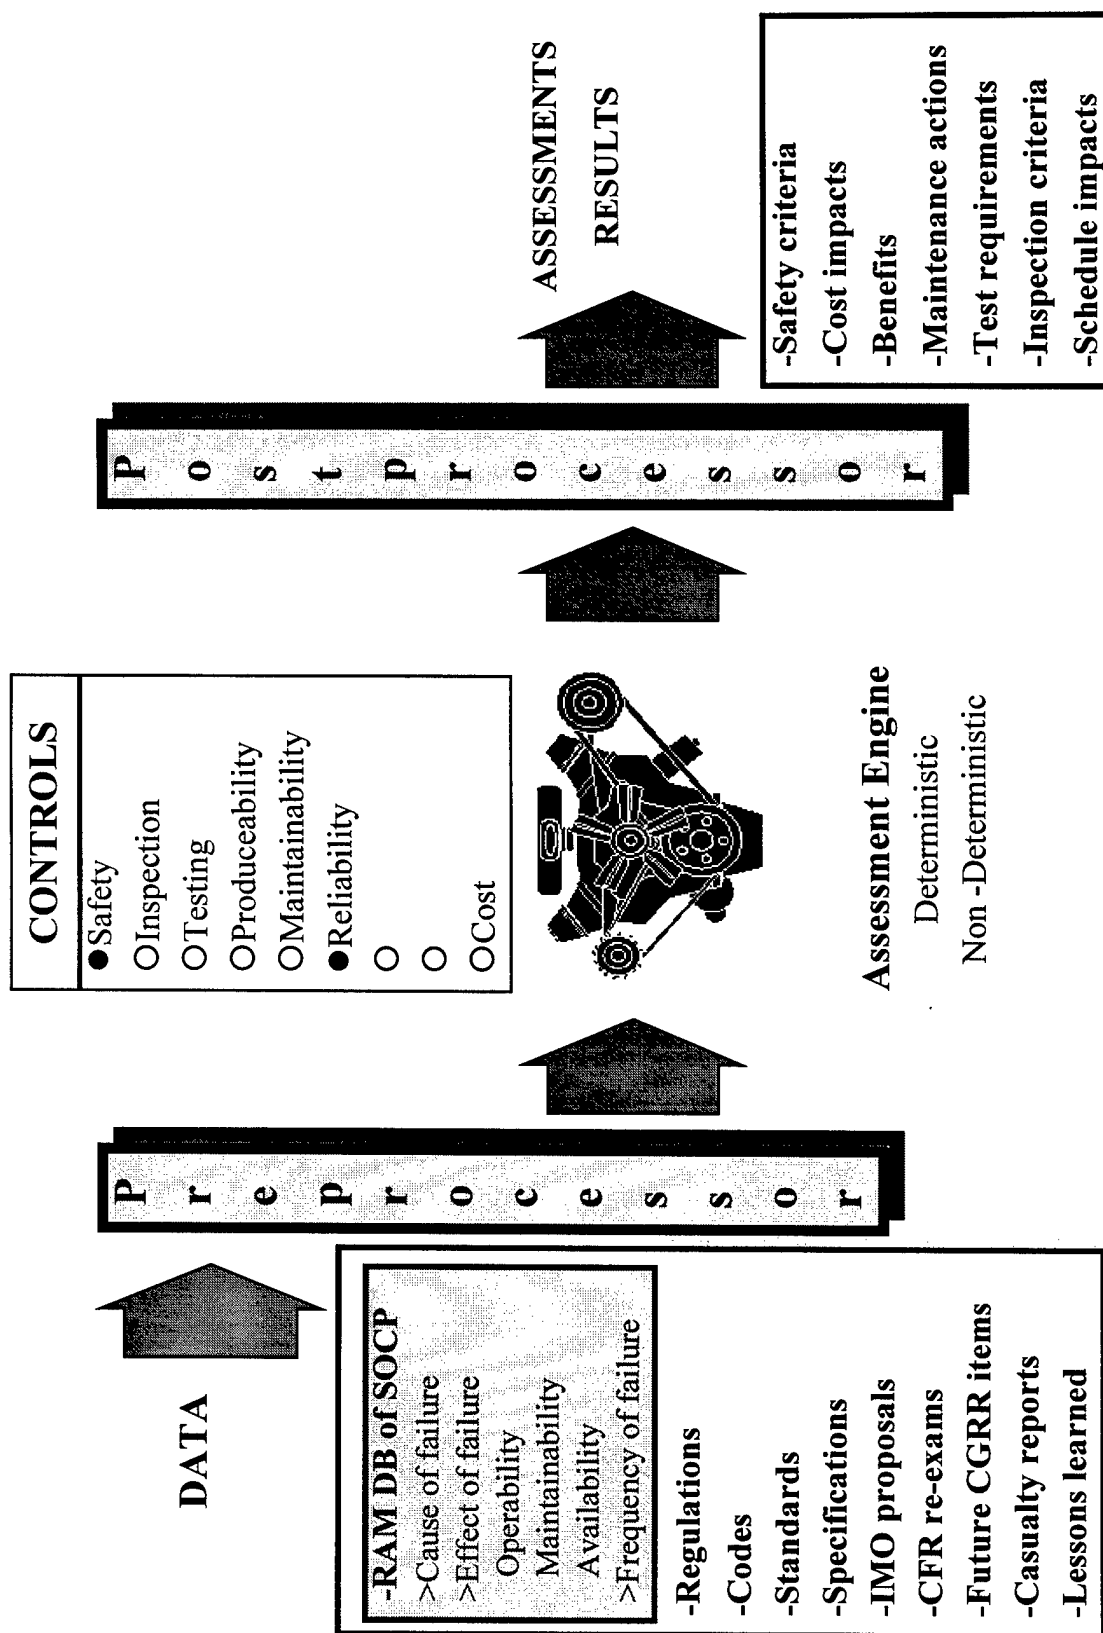 DATA
-RAM DB of SOCP
>Cause of failure
>Effect of failure
Operability
Maintainability
Availability
>Frequency of failure
-Regulations
-Codes
-Standards
-Specifications
-IMO proposals
-CFR re-exams
-Future CGRR items
-Casualty reports
-Lessons learned
Preprocessor
CONTROLS
Safety
Inspection
Testing
Produceability
Maintainability
Reliability
Cost
Assessment Engine
Deterministic
Non -Deterministic
Postprocessor
ASSESSMENTS
RESULTS
-Safety criteria
-Cost impacts
-Benefits
-Maintenance actions
-Test requirements
-Inspection criteria
-Schedule impacts